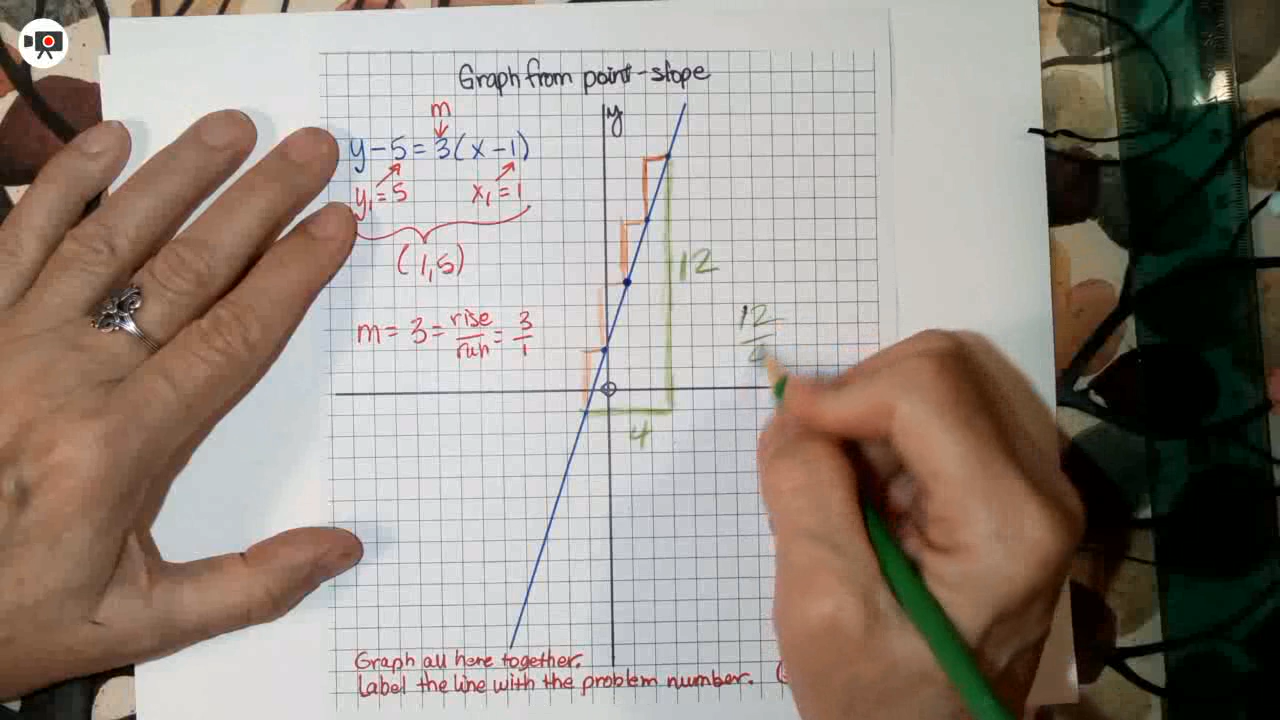 Graph from point-slope
m
y
y-5=3(x-1)
y₁=5
x₁=1
(1,5)
12
m=3=rise/run=3/1
12
4
Graph all here together.
Label the line with the problem number.